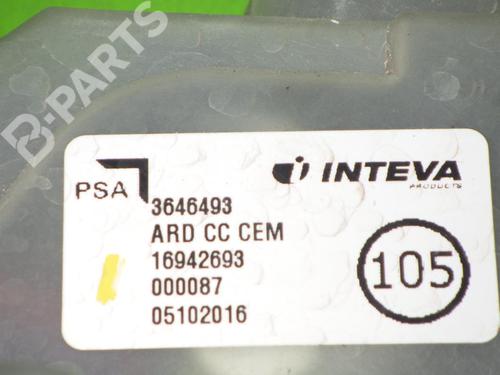 B-PARTS
INTEVA
PRODUCTS
PSA
3646493
ARD CC CEM
16942693
000087
05102016
105